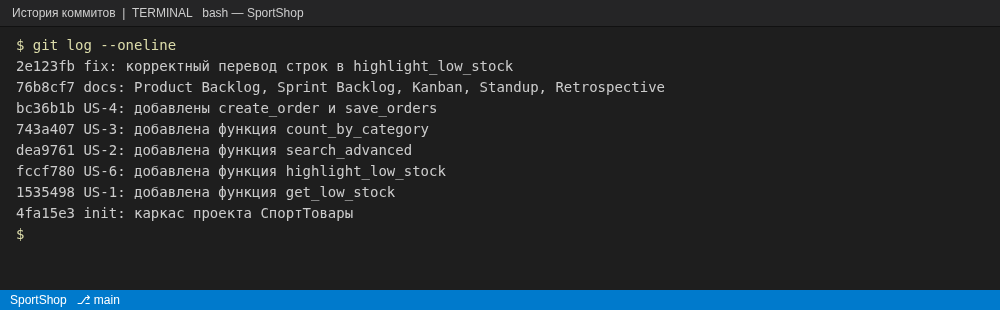 История коммитов | TERMINAL bash — SportShop
$ git log --oneline
2e123fb fix: корректный перевод строк в highlight_low_stock
76b8cf7 docs: Product Backlog, Sprint Backlog, Kanban, Standup, Retrospective
bc36b1b US-4: добавлены create_order и save_orders
743a407 US-3: добавлена функция count_by_category
dea9761 US-2: добавлена функция search_advanced
fccf780 US-6: добавлена функция highlight_low_stock
1535498 US-1: добавлена функция get_low_stock
4fa15e3 init: каркас проекта СпортТовары
$
SportShop ⎇ main